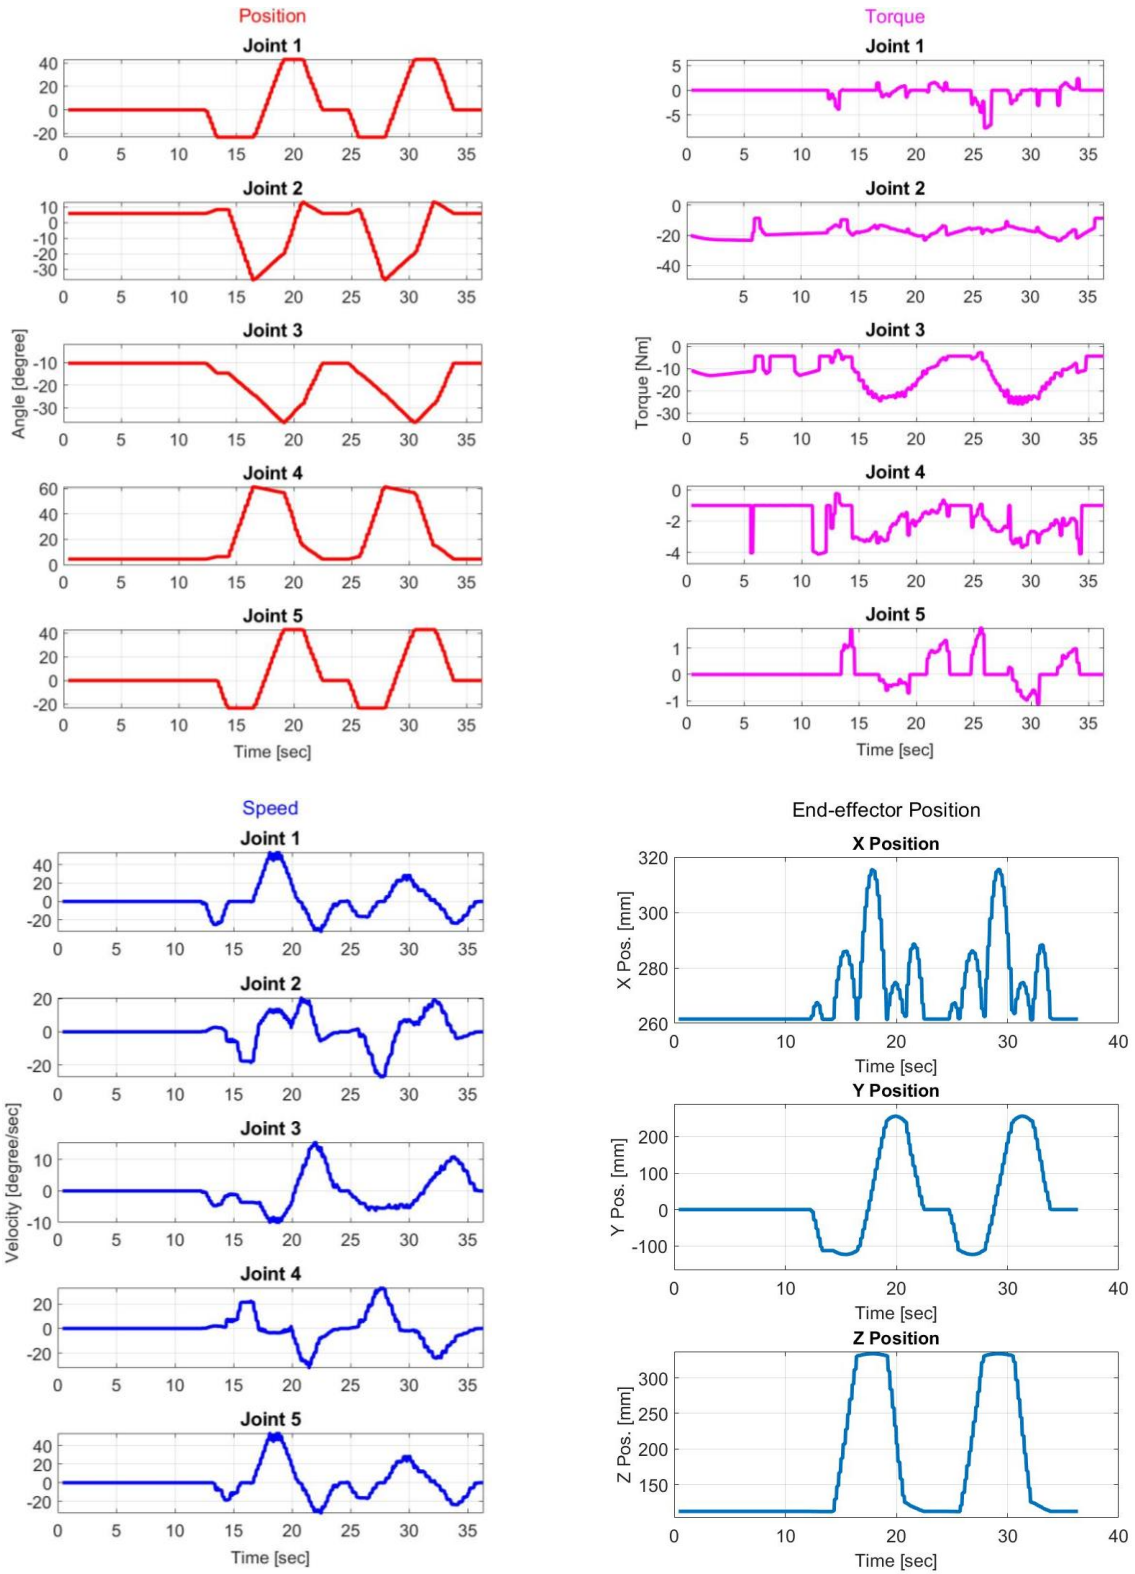 Position
Joint 1
40
20
0
-20
0 5 10 15 20 25 30 35
Joint 2
10
0
-10
-20
-30
0 5 10 15 20 25 30 35
Joint 3
-10
-20
-30
0 5 10 15 20 25 30 35
Joint 4
60
40
20
0
0 5 10 15 20 25 30 35
Joint 5
40
20
0
-20
0 5 10 15 20 25 30 35
Angle [degree]
Time [sec]
Torque
Joint 1
5
0
-5
0 5 10 15 20 25 30 35
Joint 2
0
-20
-40
5 10 15 20 25 30 35
Joint 3
0
-10
-20
-30
0 5 10 15 20 25 30 35
Joint 4
0
-2
-4
0 5 10 15 20 25 30 35
Joint 5
1
0
-1
0 5 10 15 20 25 30 35
Torque [Nm]
Time [sec]
Speed
Joint 1
40
20
0
-20
0 5 10 15 20 25 30 35
Joint 2
20
0
-20
0 5 10 15 20 25 30 35
Joint 3
10
0
-10
0 5 10 15 20 25 30 35
Joint 4
20
0
-20
0 5 10 15 20 25 30 35
Joint 5
40
20
0
-20
0 5 10 15 20 25 30 35
Velocity [degree/sec]
Time [sec]
End-effector Position
X Position
320
300
280
260
0 10 20 30 40
X Pos. [mm]
Time [sec]
Y Position
200
100
0
-100
0 10 20 30 40
Y Pos. [mm]
Time [sec]
Z Position
300
250
200
150
0 10 20 30 40
Z Pos. [mm]
Time [sec]